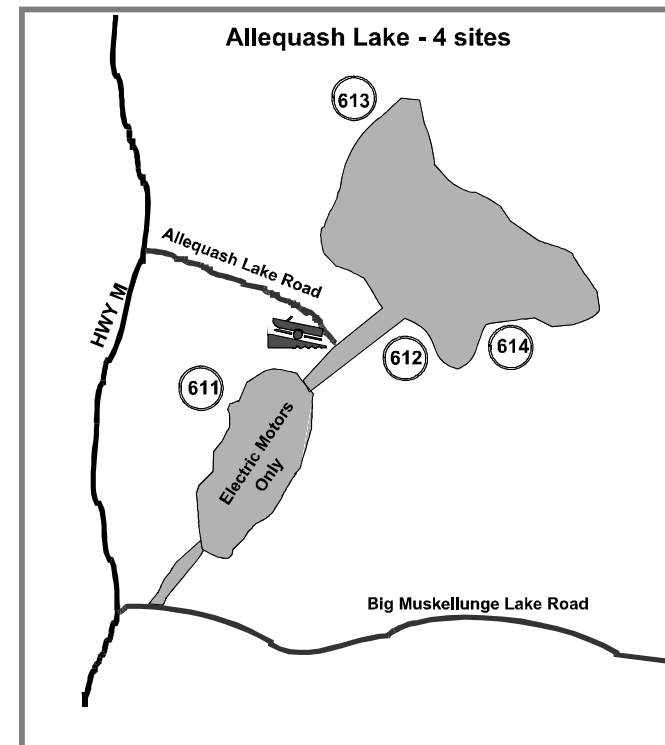 Allequash Lake - 4 sites
613
Allequash Lake Road
HWY M
612
614
611
Electric Motors
Only
Big Muskellunge Lake Road